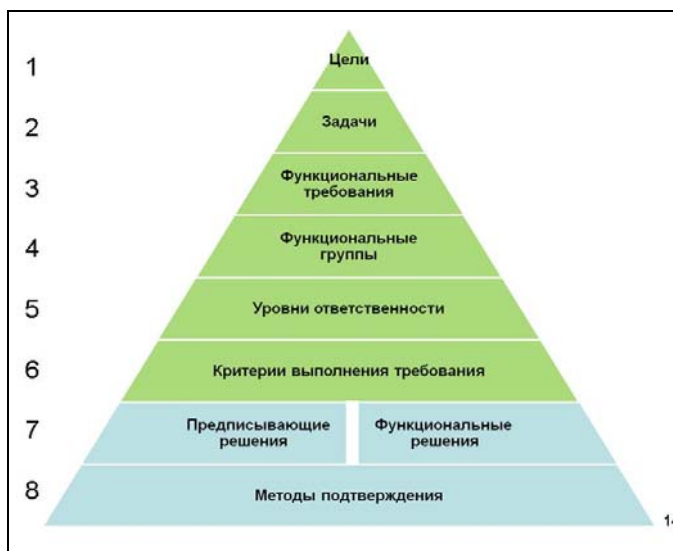 1
Цели
2
Задачи
3
Функциональные
требования
4
Функциональные
группы
5
Уровни ответственности
6
Критерии выполнения требования
7
Предписывающие
решения
Функциональные
решения
8
Методы подтверждения
14